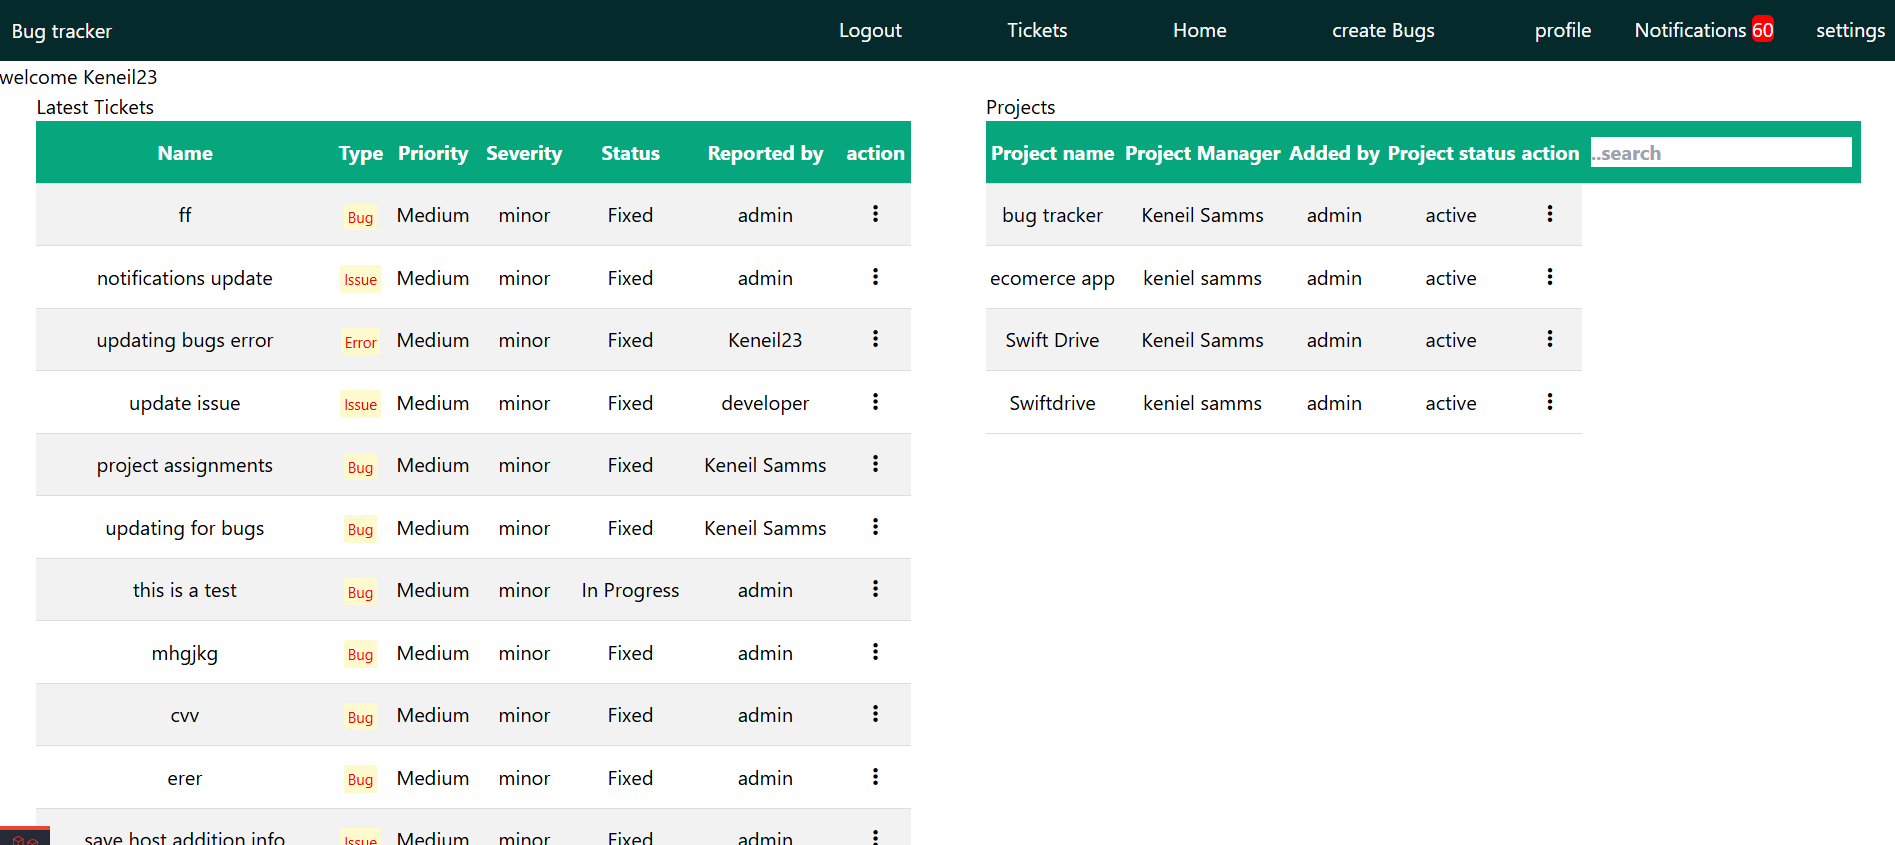 Bug tracker Logout Tickets Home create Bugs profile Notifications 60 settings
welcome Keneil23
Latest Tickets
Name Type Priority Severity Status Reported by action
ff Bug Medium minor Fixed admin
notifications update Issue Medium minor Fixed admin
updating bugs error Error Medium minor Fixed Keneil23
update issue Issue Medium minor Fixed developer
project assignments Bug Medium minor Fixed Keneil Samms
updating for bugs Bug Medium minor Fixed Keneil Samms
this is a test Bug Medium minor In Progress admin
mhgjkg Bug Medium minor Fixed admin
cvv Bug Medium minor Fixed admin
erer Bug Medium minor Fixed admin
save host addition info Issue Medium minor Fixed admin
Projects
Project name Project Manager Added by Project status action ..search
bug tracker Keneil Samms admin active
ecomerce app keniel samms admin active
Swift Drive Keneil Samms admin active
Swiftdrive keniel samms admin active